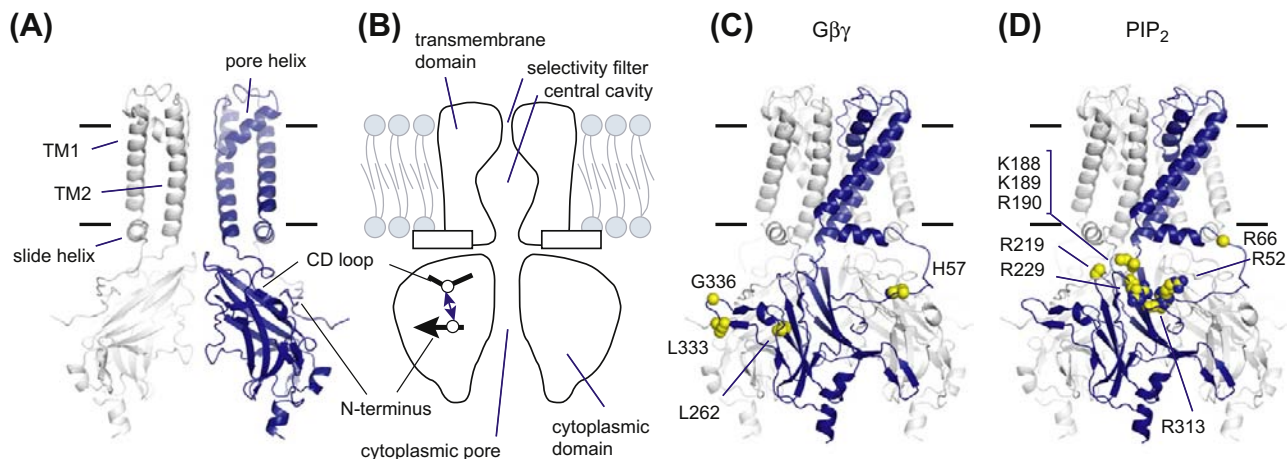 (A)
pore helix
TM1
TM2
slide helix
CD loop
N-terminus
(B)
transmembrane
domain
selectivity filter
central cavity
cytoplasmic pore
cytoplasmic
domain
(C)
Gβγ
H57
G336
L333
L262
(D)
PIP2
K188
K189
R190
R219
R229
R66
R52
R313